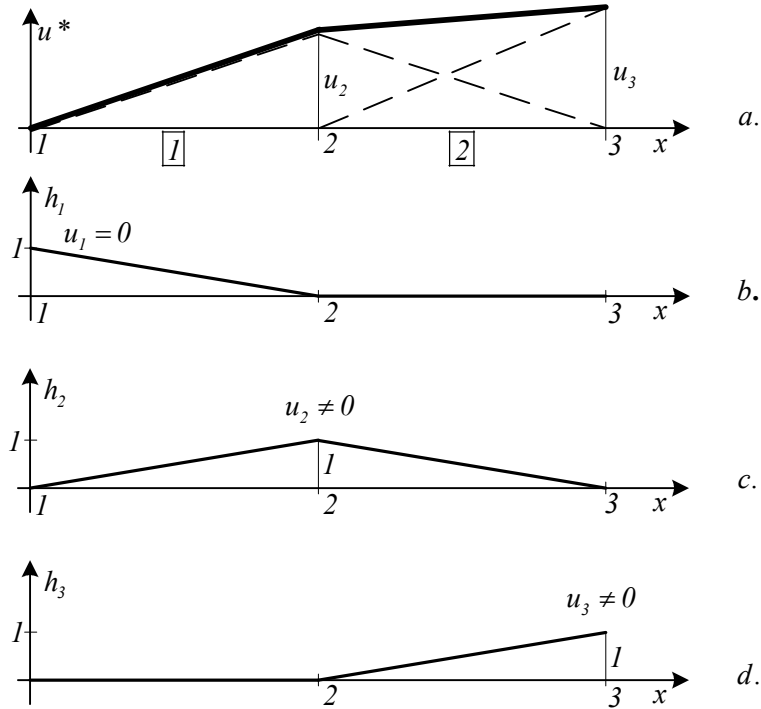 u*
u₂
u₃
a.
1
1
2
2
3
x
h₁
u₁ = 0
1
1
2
3
x
b.
h₂
u₂ ≠ 0
1
1
1
2
3
x
c.
h₃
u₃ ≠ 0
1
1
2
3
x
d.